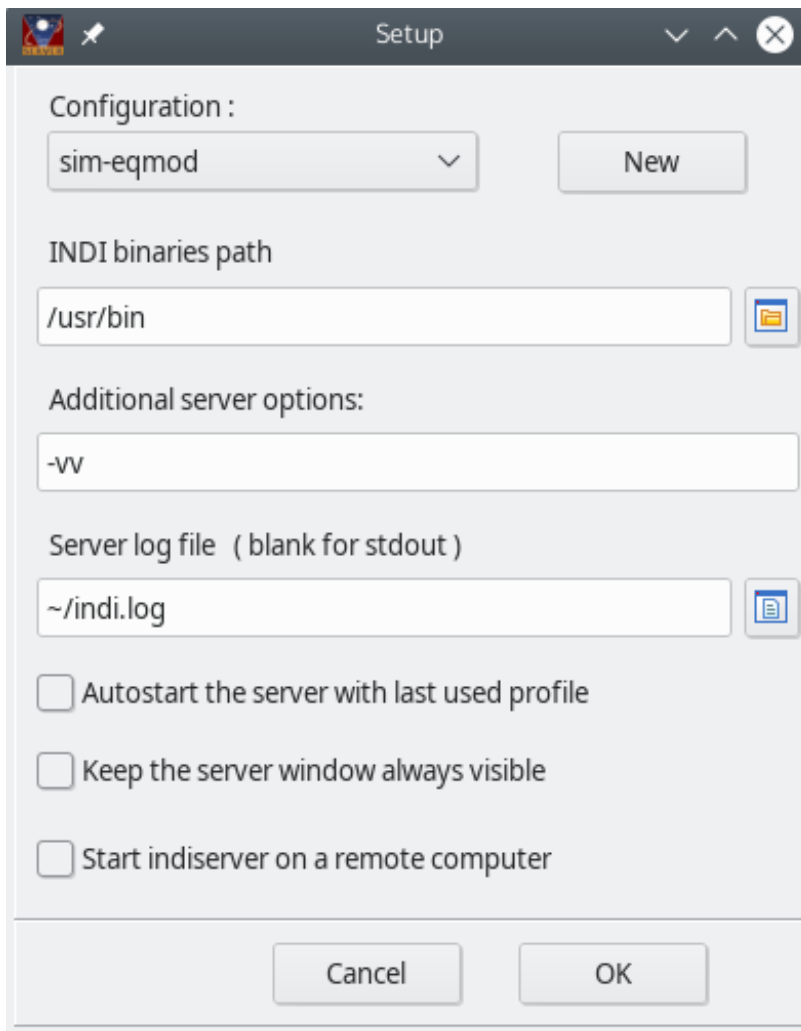 SERVER
Setup
Configuration :
sim-eqmod
New
INDI binaries path
/usr/bin
Additional server options:
-vv
Server log file ( blank for stdout )
~/indi.log
Autostart the server with last used profile
Keep the server window always visible
Start indiserver on a remote computer
Cancel
OK